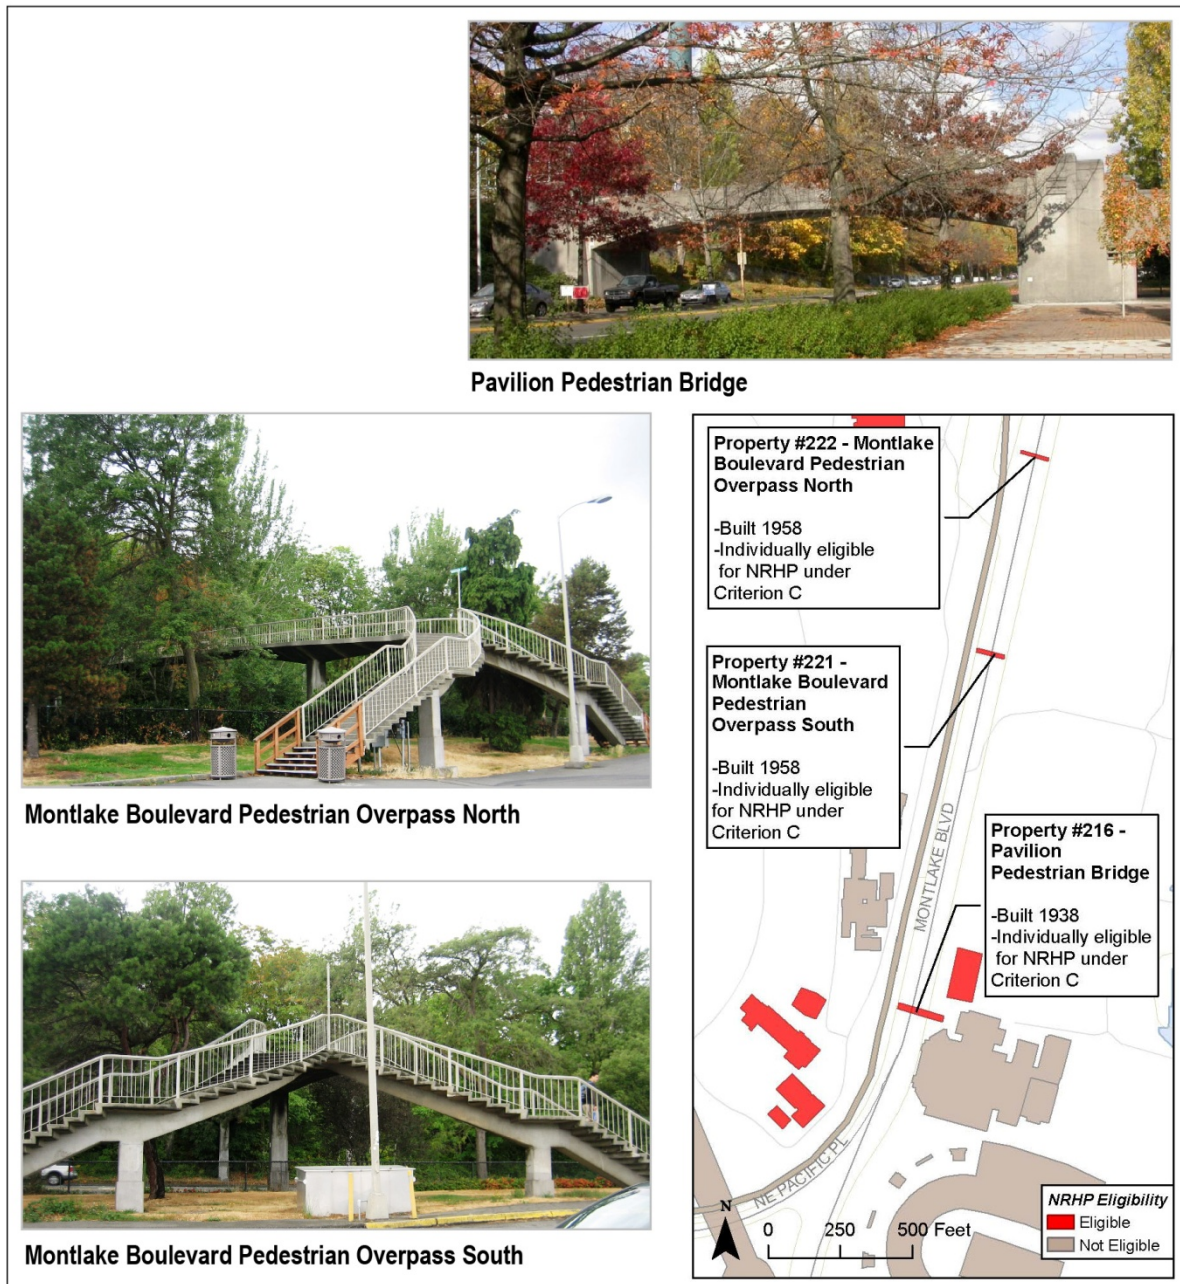 Pavilion Pedestrian Bridge
Montlake Boulevard Pedestrian Overpass North
Montlake Boulevard Pedestrian Overpass South
Property #222 - Montlake
Boulevard Pedestrian
Overpass North
-Built 1958
-Individually eligible
for NRHP under
Criterion C
Property #221 -
Montlake Boulevard
Pedestrian
Overpass South
-Built 1958
-Individually eligible
for NRHP under
Criterion C
Property #216 -
Pavilion
Pedestrian Bridge
-Built 1938
-Individually eligible
for NRHP under
Criterion C
MONTLAKE BLVD
NE PACIFIC PL
N
0 250 500 Feet
NRHP Eligibility
Eligible
Not Eligible